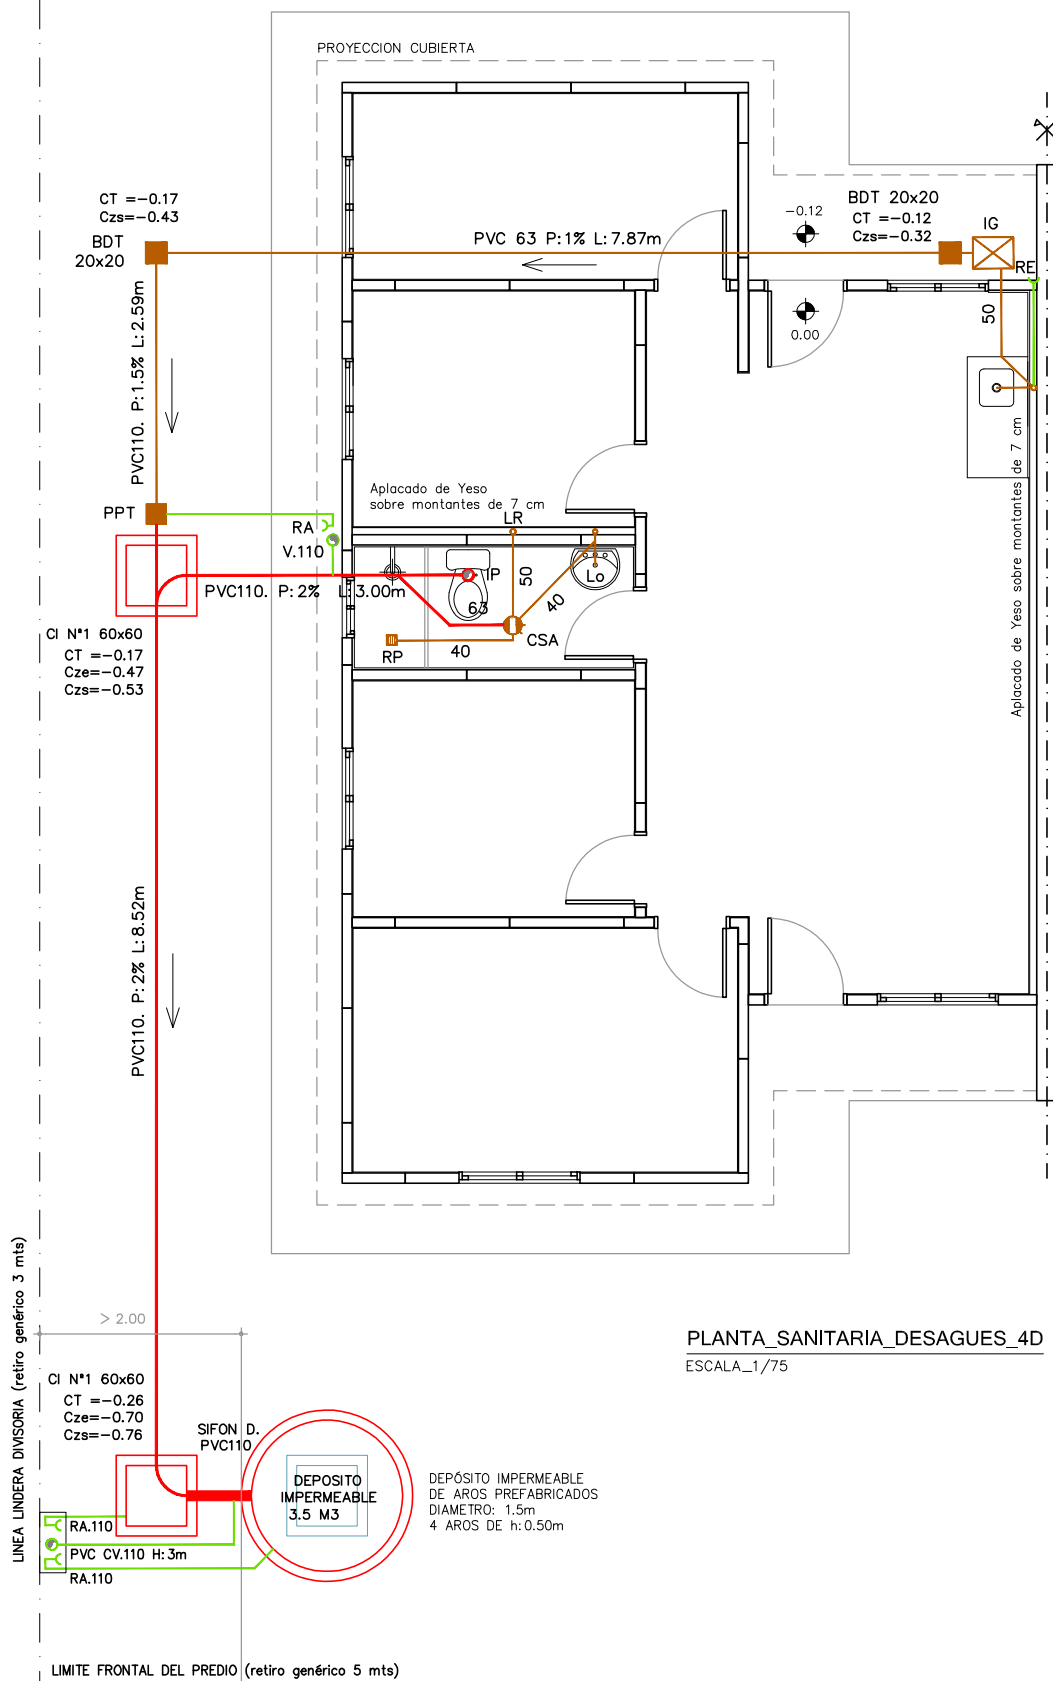 PROYECCION CUBIERTA
CT =-0.17
Czs=-0.43
BDT
20x20
PVC 63 P:1% L:7.87m
-0.12
0.00
BDT 20x20
CT =-0.12
Czs=-0.32
IG
RE
50
PVC110. P:1.5% L:2.59m
Aplacado de Yeso
sobre montantes de 7 cm
Aplacado de Yeso sobre montantes de 7 cm
PPT
RA
V.110
LR
IP
50
Lo
63
40
CSA
RP
40
PVC110. P:2% L:3.00m
CI N°1 60x60
CT =-0.17
Cze=-0.47
Czs=-0.53
PVC110. P:2% L:8.52m
LINEA LINDERA DIVISORIA (retiro genérico 3 mts)
> 2.00
PLANTA_SANITARIA_DESAGUES_4D
ESCALA_1/75
CI N°1 60x60
CT =-0.26
Cze=-0.70
Czs=-0.76
SIFON D.
PVC110
DEPOSITO
IMPERMEABLE
3.5 M3
DEPÓSITO IMPERMEABLE
DE AROS PREFABRICADOS
DIAMETRO: 1.5m
4 AROS DE h:0.50m
RA.110
PVC CV.110 H:3m
RA.110
LIMITE FRONTAL DEL PREDIO (retiro genérico 5 mts)